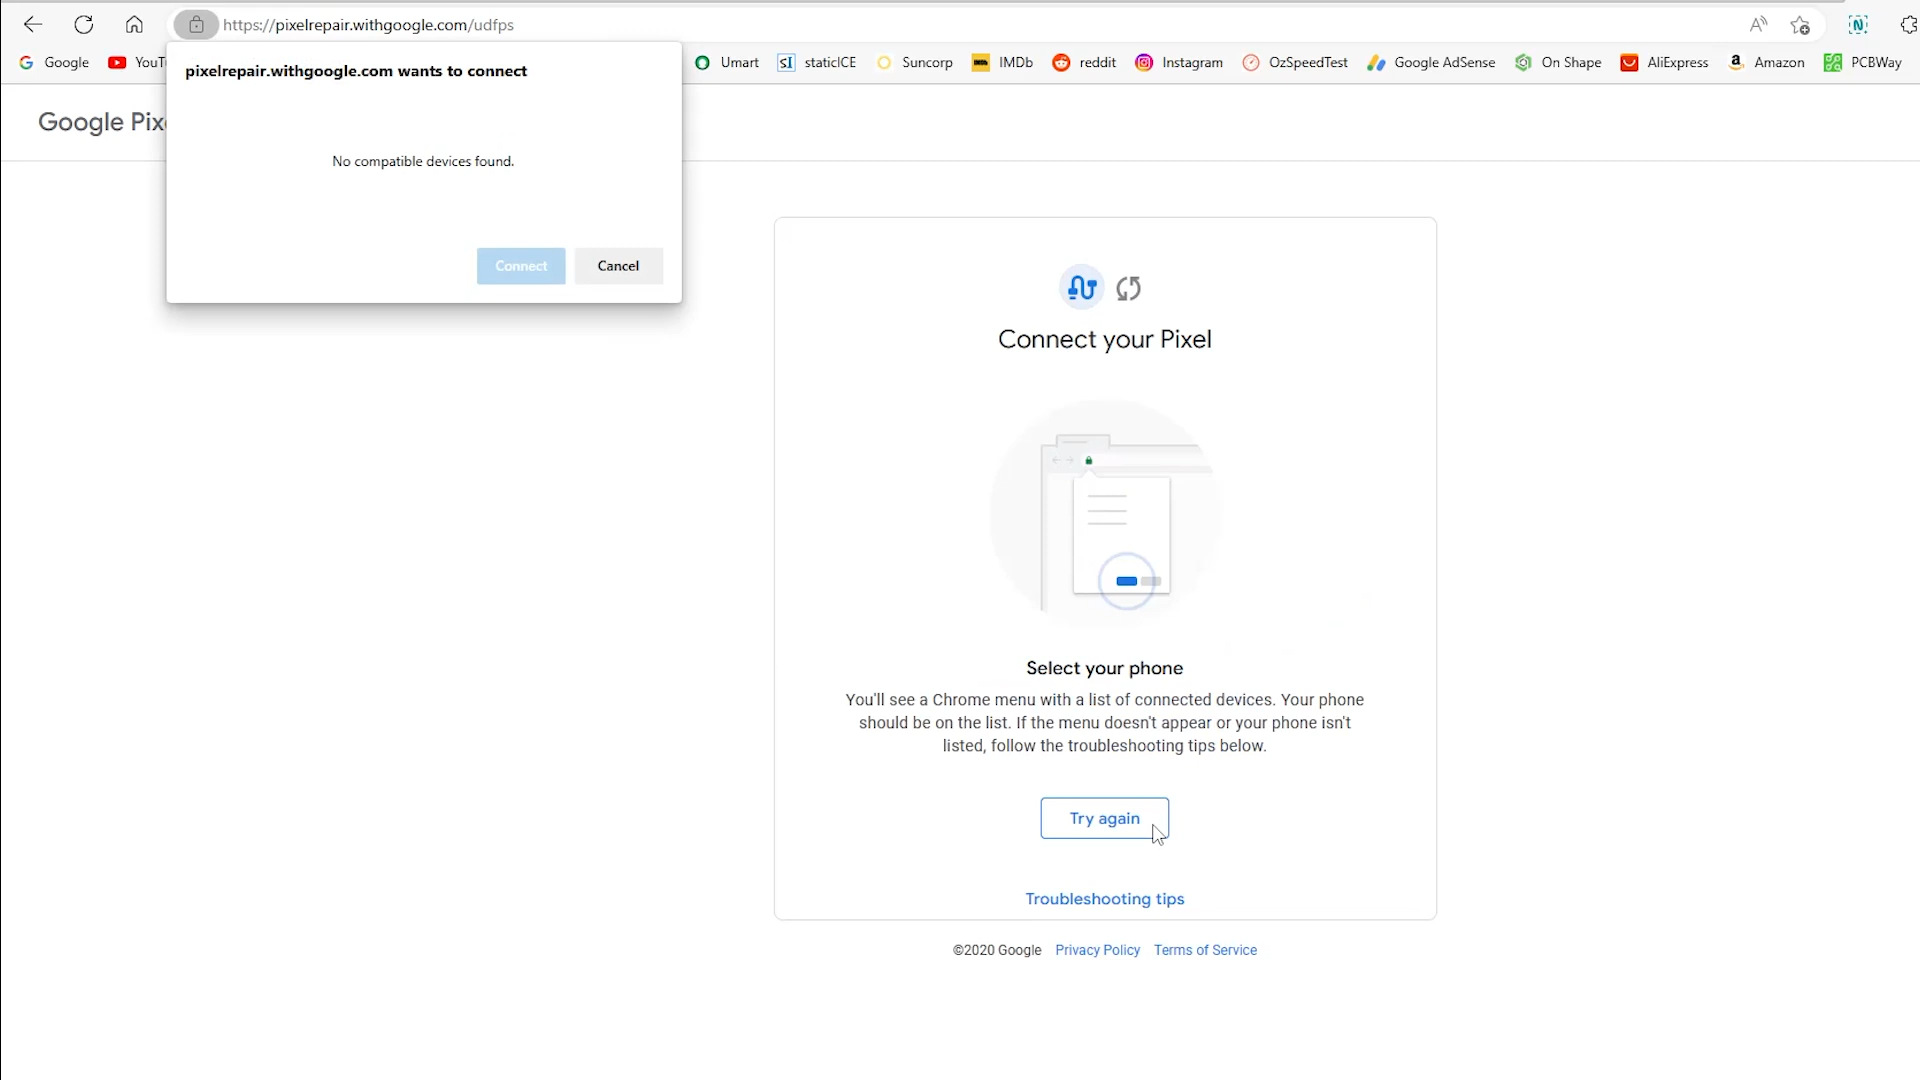 https://pixelrepair.withgoogle.com/udfps
Google
YouT
Umart
sI staticICE
Suncorp
IMDb
reddit
Instagram
OzSpeedTest
Google AdSense
On Shape
AliExpress
a Amazon
PCBWay
pixelrepair.withgoogle.com wants to connect
No compatible devices found.
Connect
Cancel
Google Pix
Connect your Pixel
Select your phone
You'll see a Chrome menu with a list of connected devices. Your phone
should be on the list. If the menu doesn't appear or your phone isn't
listed, follow the troubleshooting tips below.
Try again
Troubleshooting tips
©2020 Google Privacy Policy Terms of Service